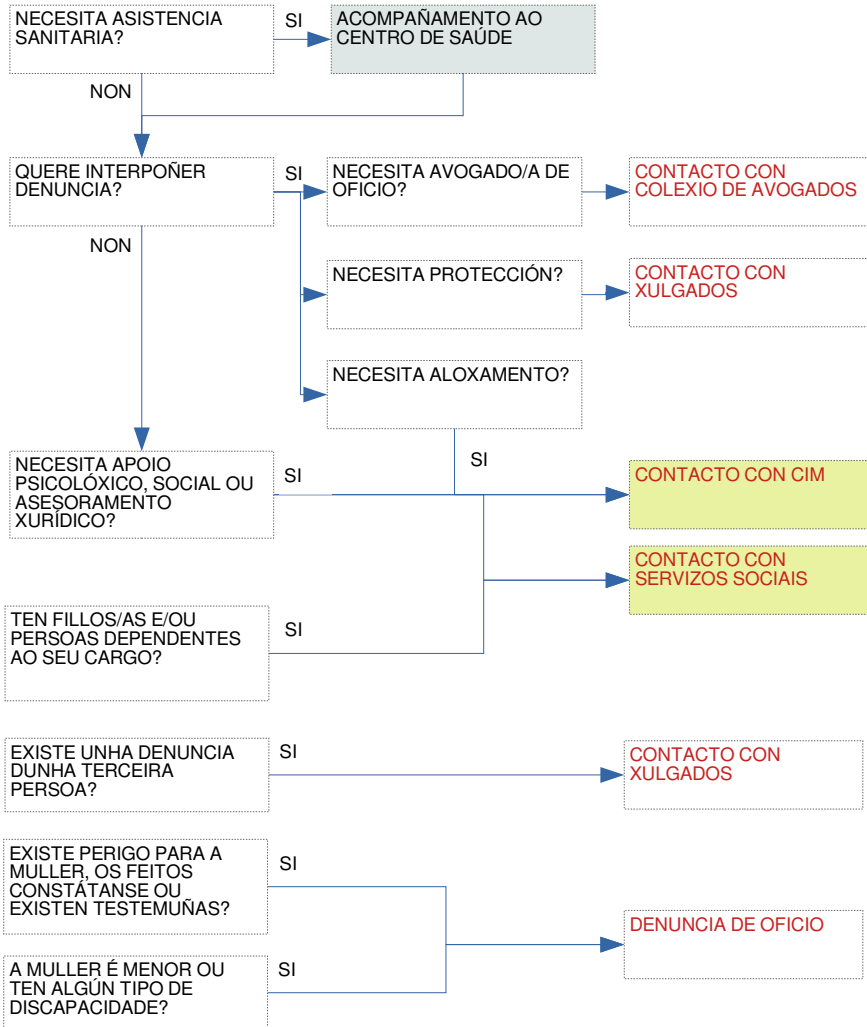 NECESITA ASISTENCIA
SANITARIA?
SI
ACOMPAÑAMENTO AO
CENTRO DE SAÚDE
NON
QUERE INTERPOÑER
DENUNCIA?
SI
NECESITA AVOGADO/A DE
OFICIO?
CONTACTO CON
COLEXIO DE AVOGADOS
NON
NECESITA PROTECCIÓN?
CONTACTO CON
XULGADOS
NECESITA ALOXAMENTO?
SI
NECESITA APOIO
PSICOLÓXICO, SOCIAL OU
ASESORAMENTO
XURÍDICO?
SI
CONTACTO CON CIM
CONTACTO CON
SERVIZOS SOCIAIS
TEN FILLOS/AS E/OU
PERSOAS DEPENDENTES
AO SEU CARGO?
SI
EXISTE UNHA DENUNCIA
DUNHA TERCEIRA
PERSOA?
SI
CONTACTO CON
XULGADOS
EXISTE PERIGO PARA A
MULLER, OS FEITOS
CONSTÁTANSE OU
EXISTEN TESTEMUÑAS?
SI
DENUNCIA DE OFICIO
A MULLER É MENOR OU
TEN ALGÚN TIPO DE
DISCAPACIDADE?
SI